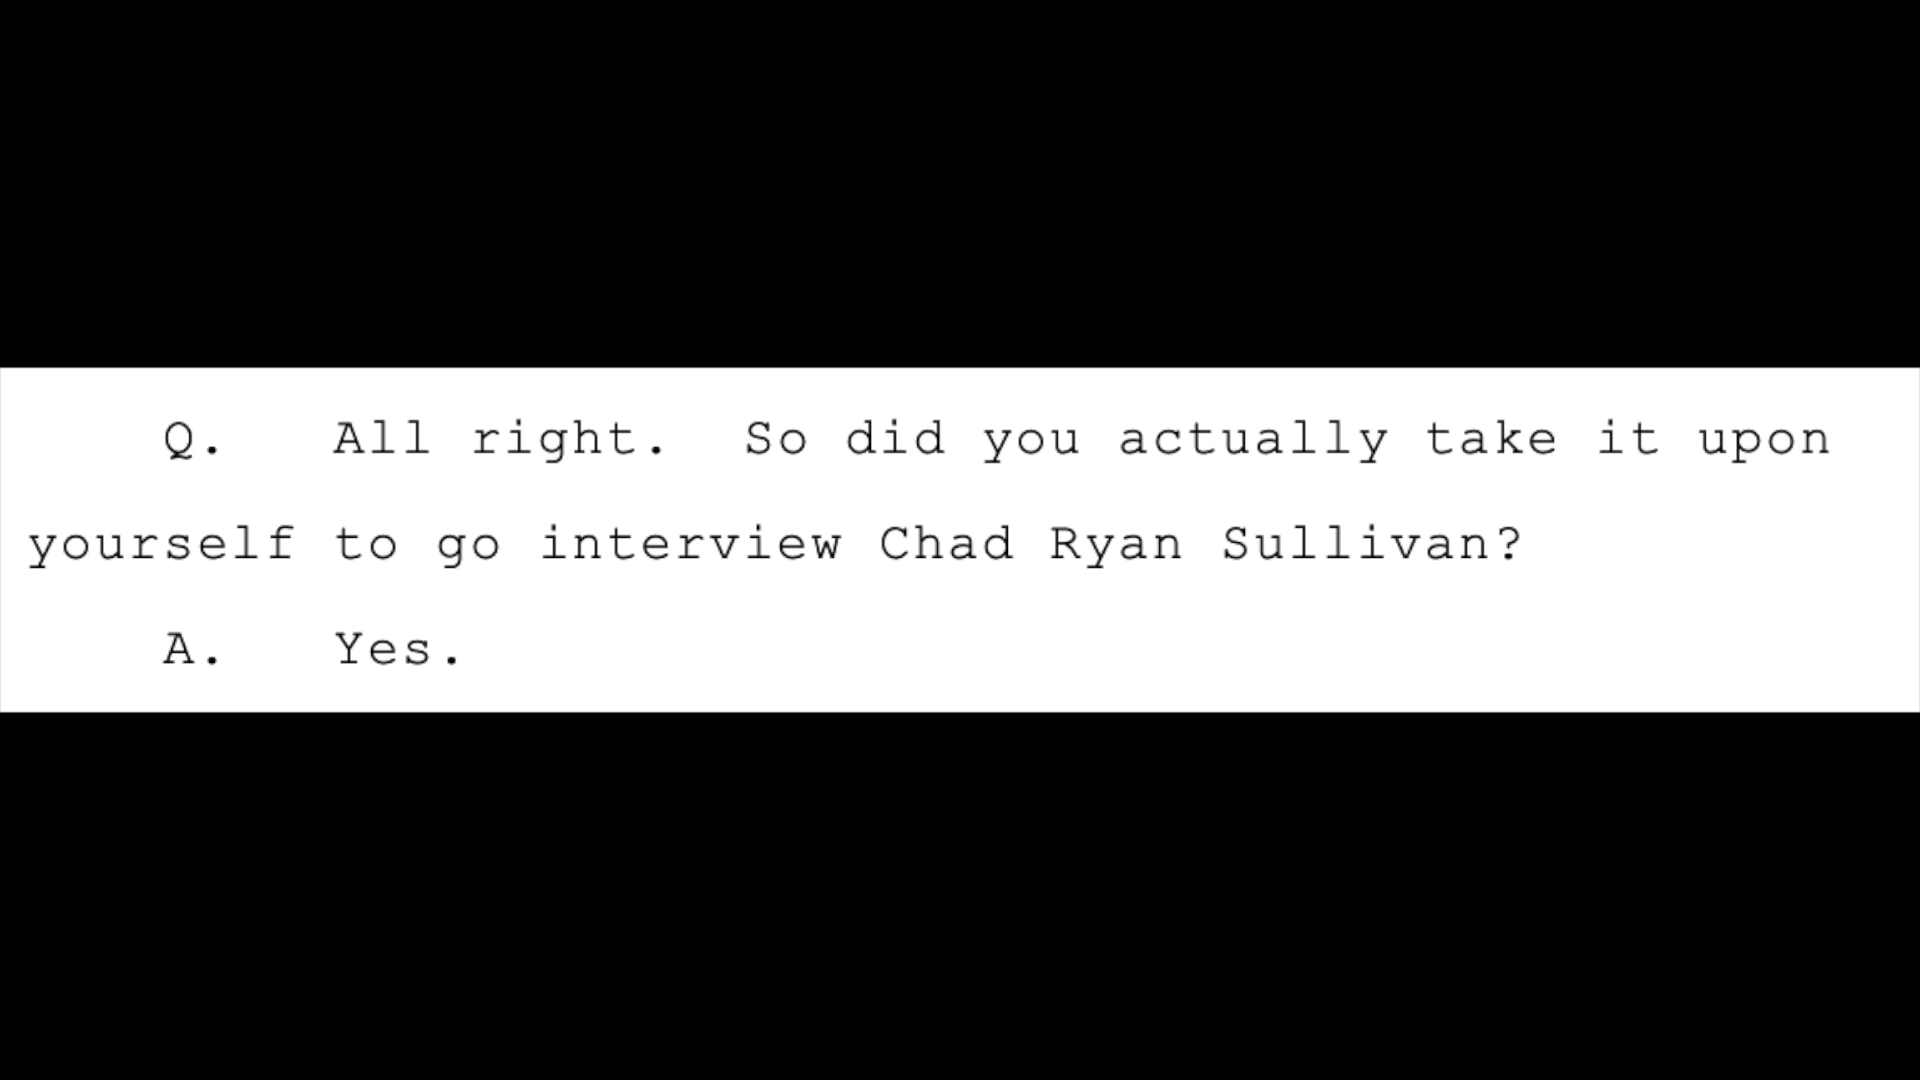 Q. All right. So did you actually take it upon
yourself to go interview Chad Ryan Sullivan?
A. Yes.